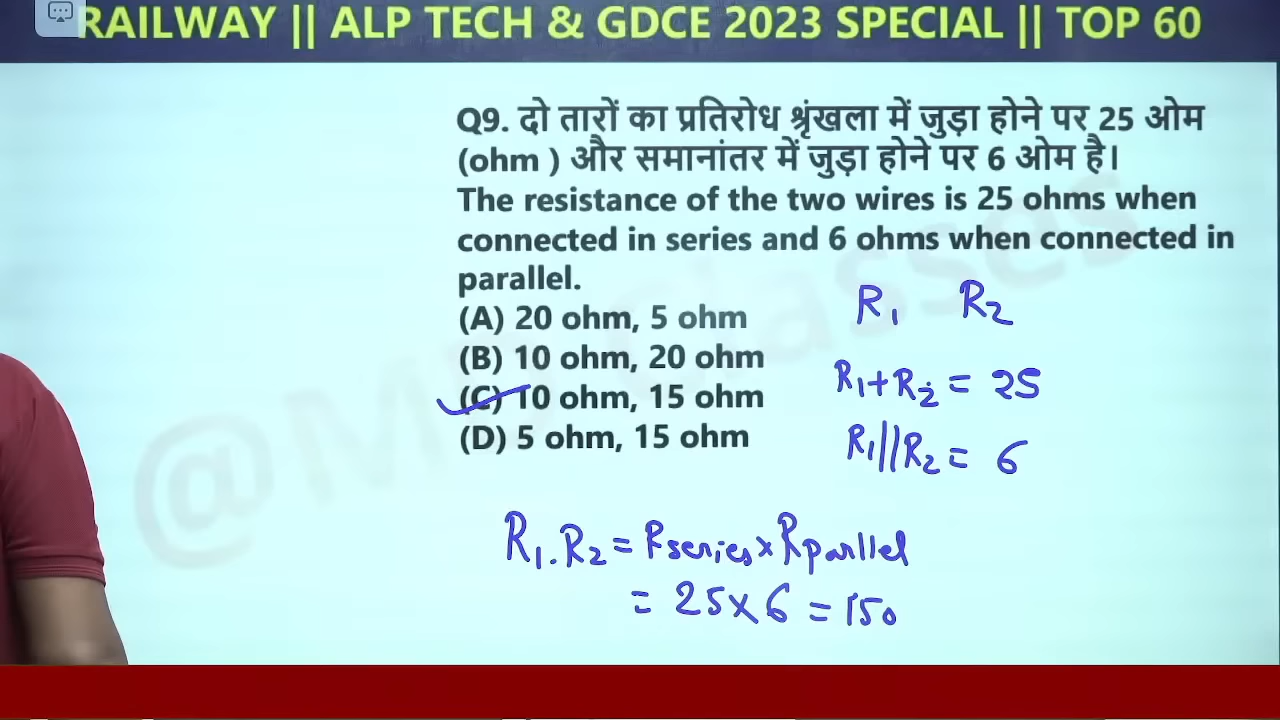 RAILWAY || ALP TECH & GDCE 2023 SPECIAL || TOP 60
Q9. दो तारों का प्रतिरोध श्रृंखला में जुड़ा होने पर 25 ओम
(ohm ) और समानांतर में जुड़ा होने पर 6 ओम है।
The resistance of the two wires is 25 ohms when
connected in series and 6 ohms when connected in
parallel.
(A) 20 ohm, 5 ohm
(B) 10 ohm, 20 ohm
(C) 10 ohm, 15 ohm
(D) 5 ohm, 15 ohm
R₁ R₂
R₁+R₂ = 25
R₁||R₂ = 6
R₁.R₂ = Rseries x Rparllel
= 25x6 = 150